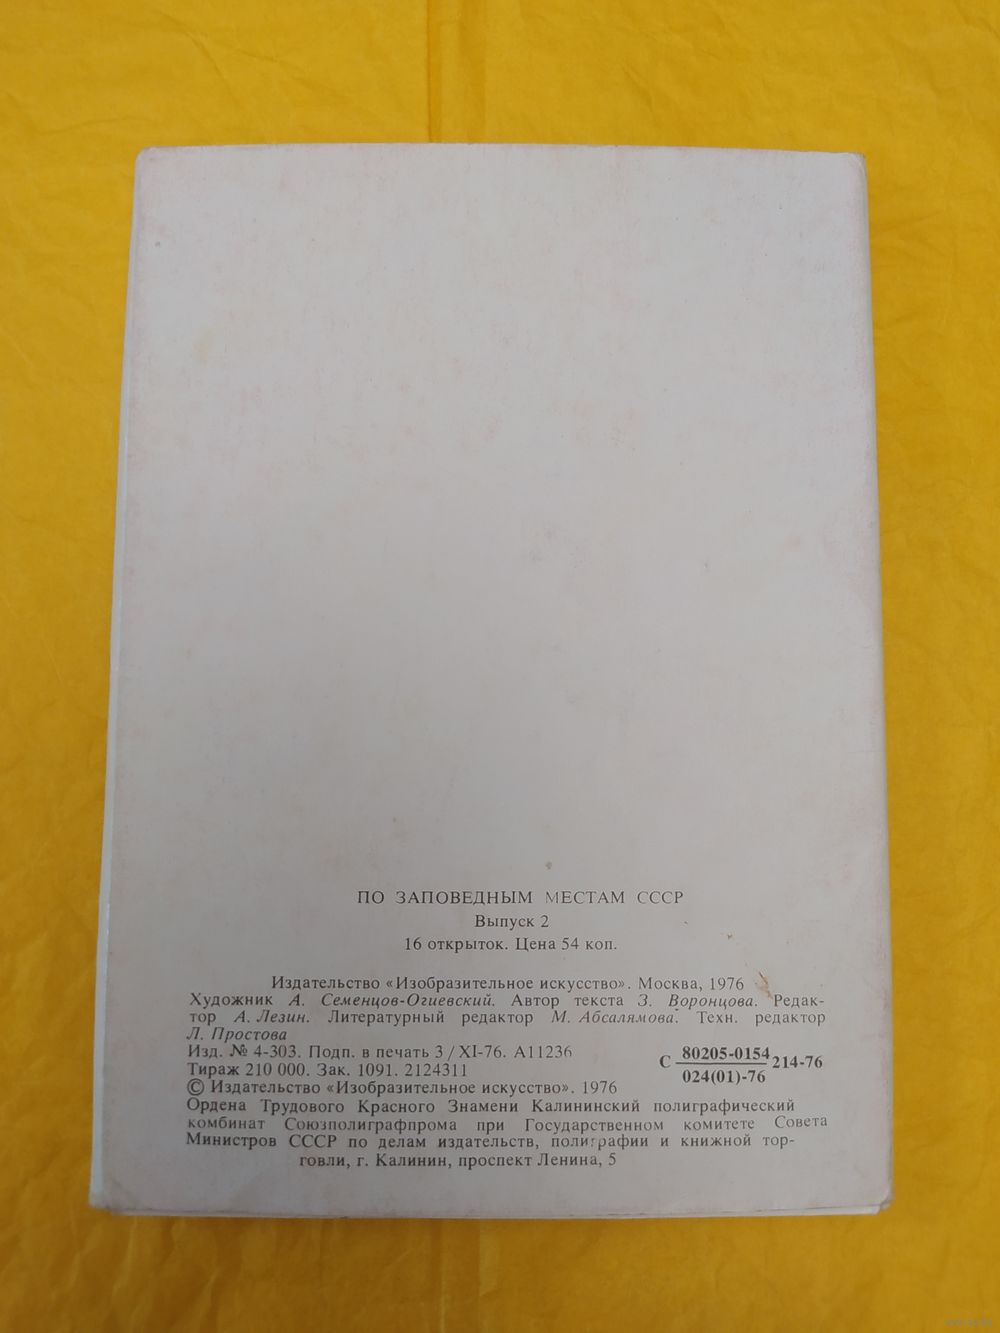 ПО ЗАПОВЕДНЫМ МЕСТАМ СССР
Выпуск 2
16 открыток. Цена 54 коп.
Издательство «Изобразительное искусство». Москва, 1976
Художник А. Семенцов-Огиевский. Автор текста З. Воронцова. Редак-
тор А. Лезин. Литературный редактор М. Абсалямова. Техн. редактор
Л. Простова
Изд. № 4-303. Подп. в печать 3/XI-76. А11236
Тираж 210 000. Зак. 1091. 2124311
С 80205-0154 214-76
024(01)-76
© Издательство «Изобразительное искусство». 1976
Ордена Трудового Красного Знамени Калининский полиграфический
комбинат Союзполиграфпрома при Государственном комитете Совета
Министров СССР по делам издательств, полиграфии и книжной тор-
говли, г. Калинин, проспект Ленина, 5